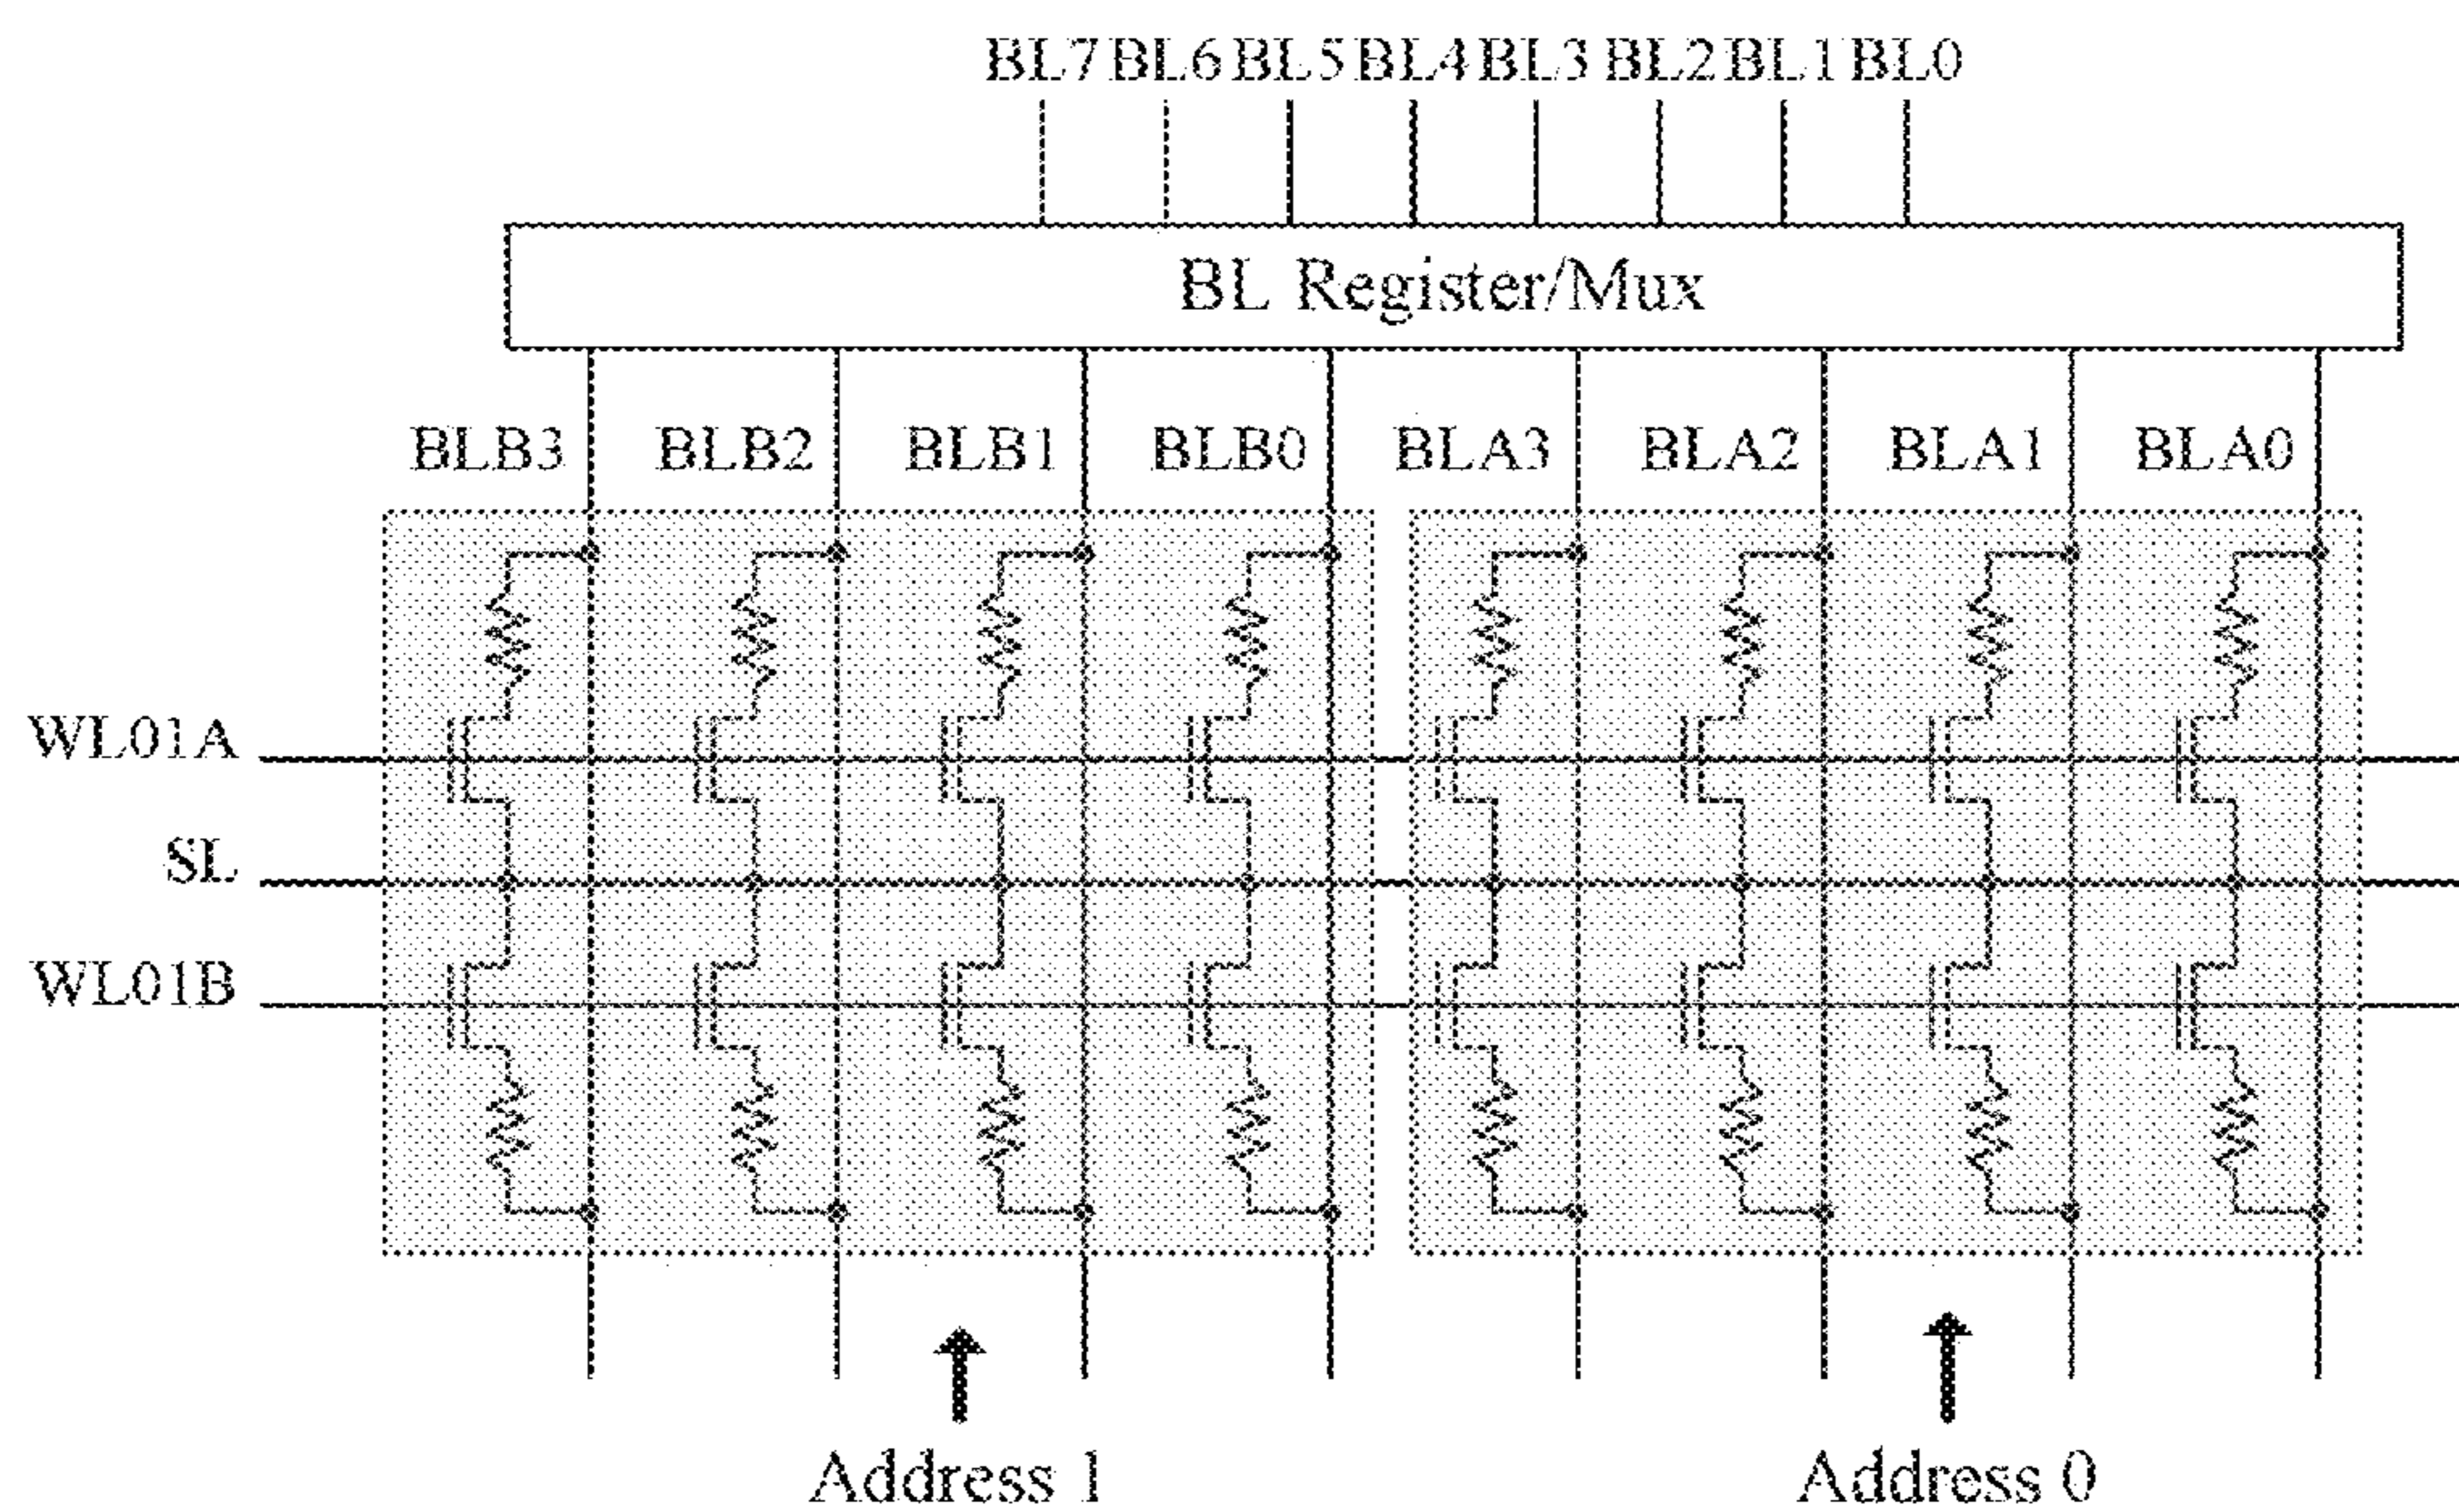 BL7 BL6 BL5 BL4 BL3 BL2 BL1 BL0
BL Register/Mux
BLB3 BLB2 BLB1 BLB0 BLA3 BLA2 BLA1 BLA0
WL01A
SL
WL01B
Address 1 Address 0